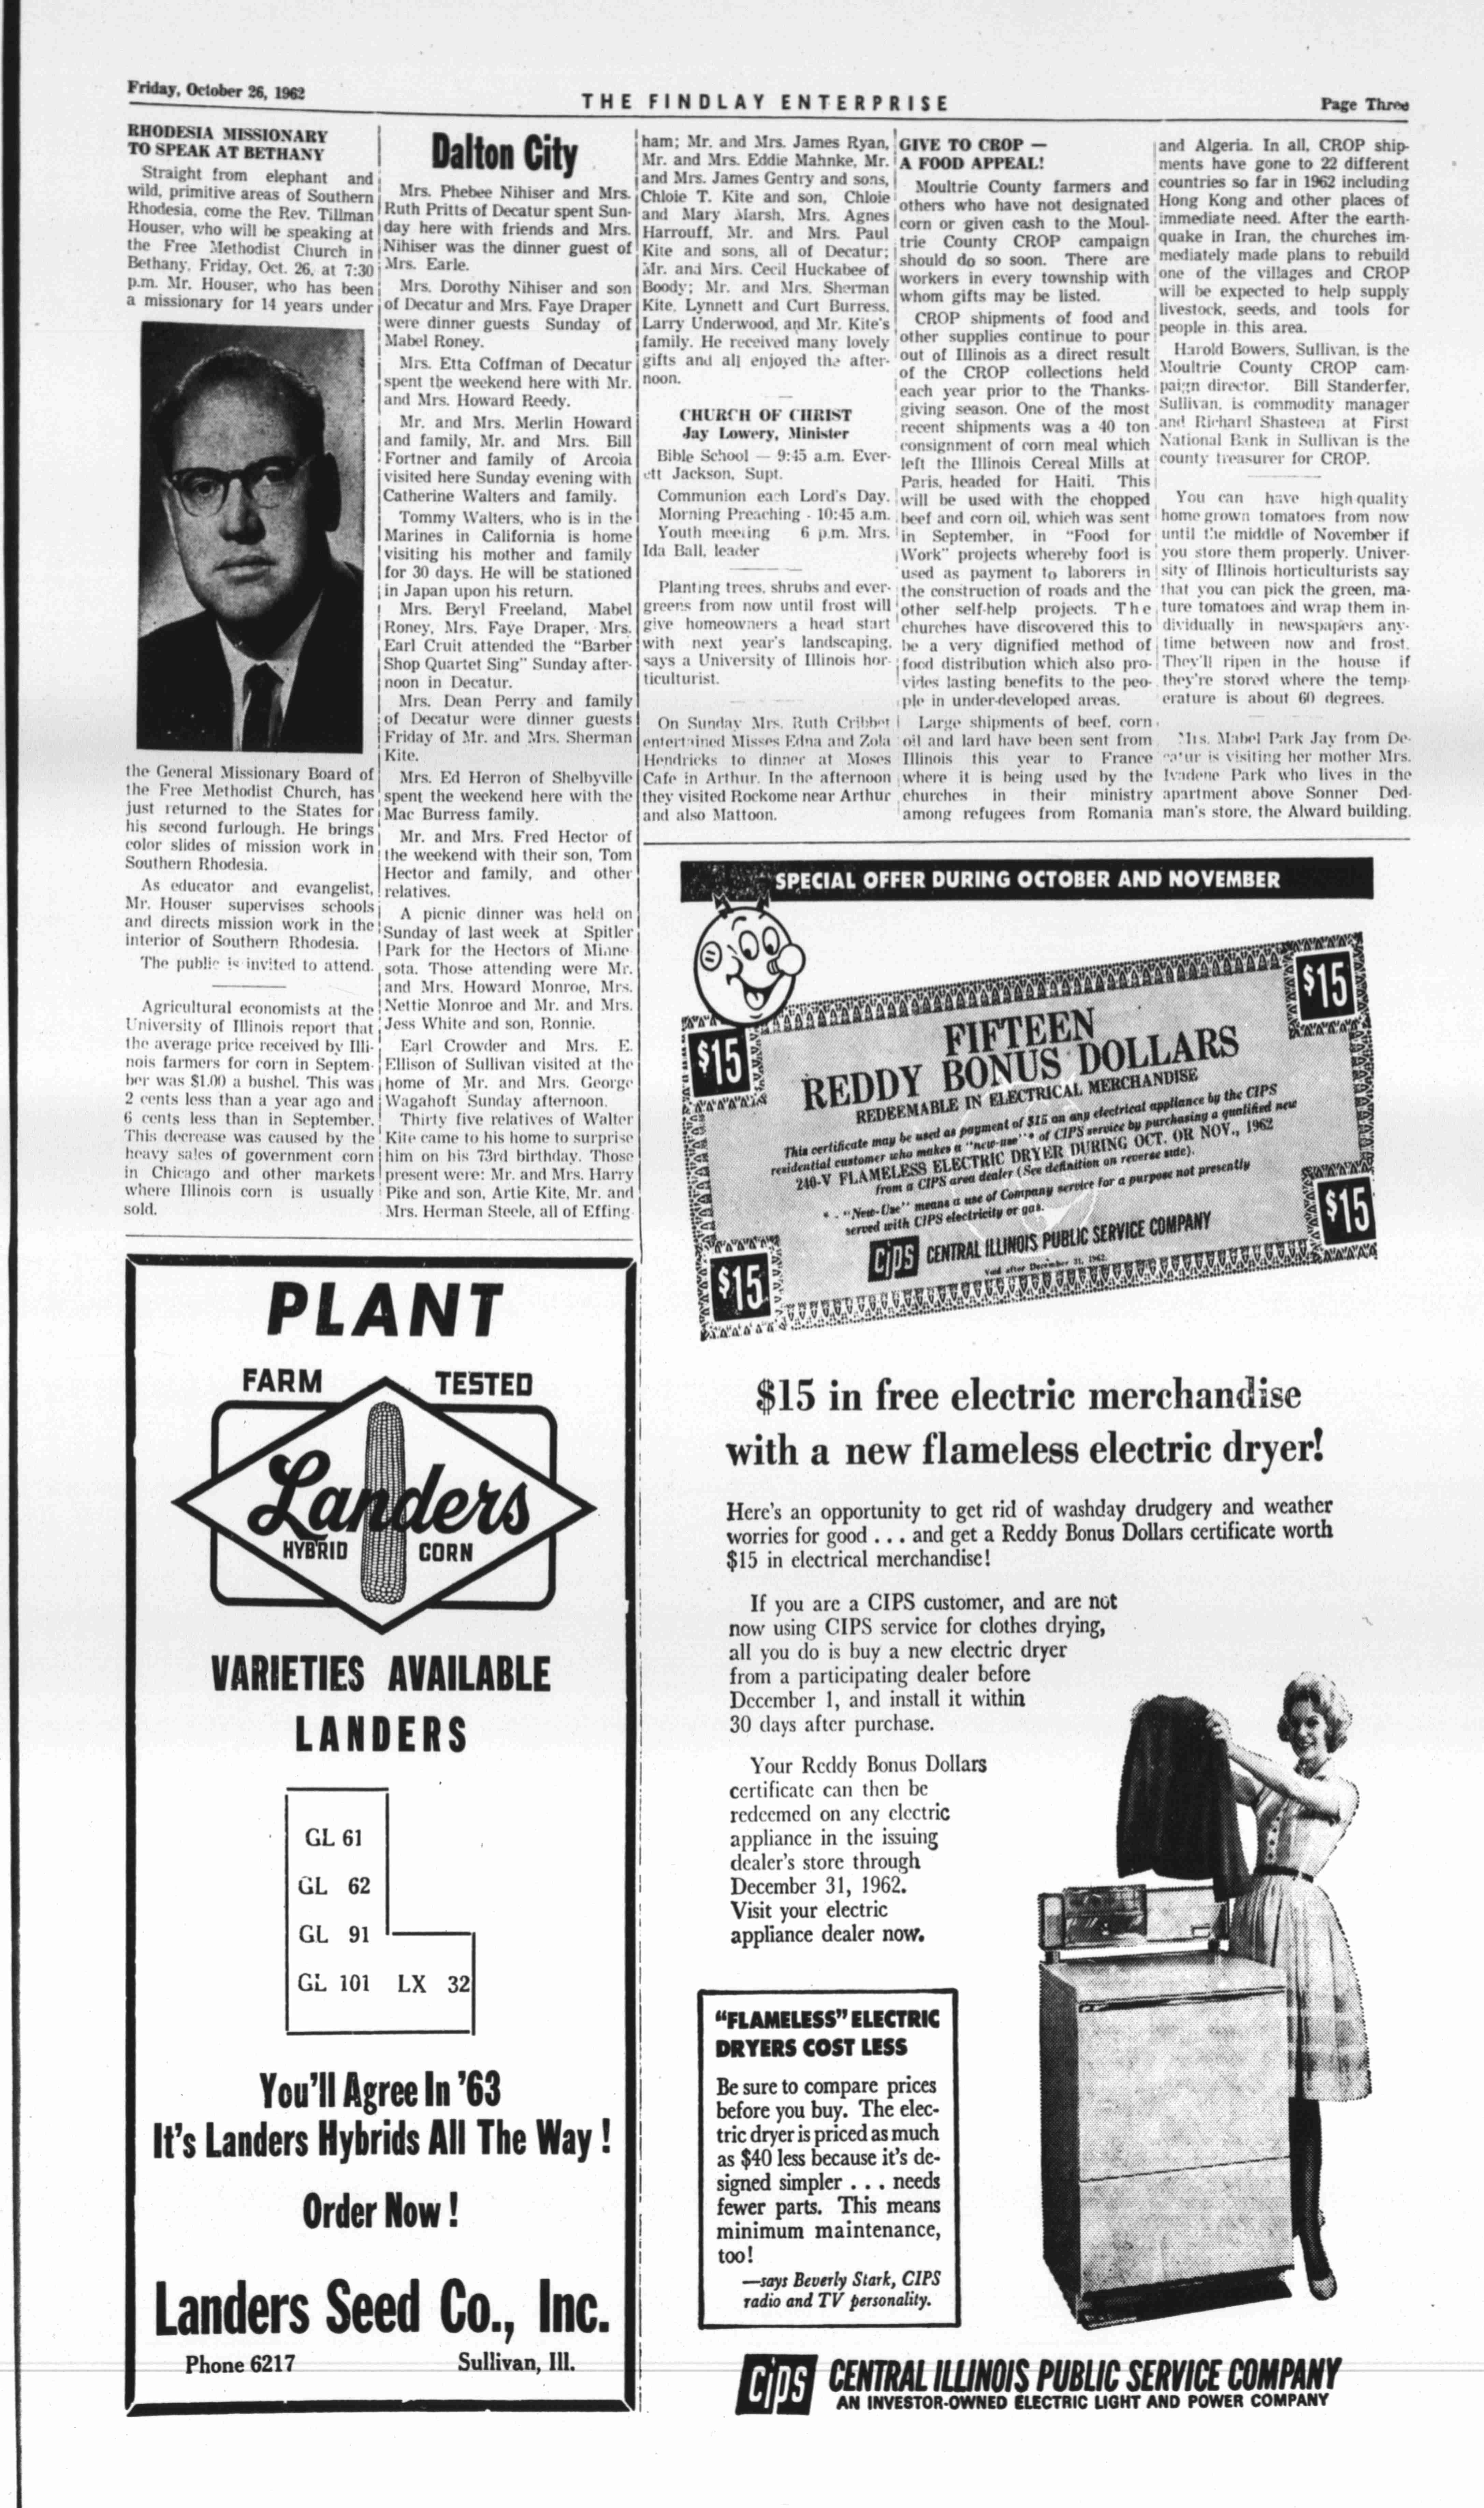 Friday, October 26, 1962
THE FINDLAY ENTERPRISE
Page Three
RHODESIA MISSIONARY
TO SPEAK AT BETHANY
Straight from elephant and
wild, primitive areas of Southern
Rhodesia, come the Rev. Tillman
Houser, who will be speaking at
the Free Methodist Church in
Bethany, Friday, Oct. 26, at 7:30
p.m. Mr. Houser, who has been
a missionary for 14 years under
the General Missionary Board of
the Free Methodist Church, has
just returned to the States for
his second furlough. He brings
color slides of mission work in
Southern Rhodesia.
As educator and evangelist,
Mr. Houser supervises schools
and directs mission work in the
interior of Southern Rhodesia.
The public is invited to attend.
Agricultural economists at the
University of Illinois report that
the average price received by Illi-
nois farmers for corn in Septem-
ber was $1.00 a bushel. This was
2 cents less than a year ago and
6 cents less than in September.
This decrease was caused by the
heavy sales of government corn
in Chicago and other markets
where Illinois corn is usually
sold.
Dalton City
Mrs. Phebee Nihiser and Mrs.
Ruth Pritts of Decatur spent Sun-
day here with friends and Mrs.
Nihiser was the dinner guest of
Mrs. Earle.
Mrs. Dorothy Nihiser and son
of Decatur and Mrs. Faye Draper
were dinner guests Sunday of
Mabel Roney.
Mrs. Etta Coffman of Decatur
spent the weekend here with Mr.
and Mrs. Howard Reedy.
Mr. and Mrs. Merlin Howard
and family, Mr. and Mrs. Bill
Fortner and family of Arcola
visited here Sunday evening with
Catherine Walters and family.
Tommy Walters, who is in the
Marines in California is home
visiting his mother and family
for 30 days. He will be stationed
in Japan upon his return.
Mrs. Beryl Freeland, Mabel
Roney, Mrs. Faye Draper, Mrs.
Earl Cruit attended the "Barber
Shop Quartet Sing" Sunday after-
noon in Decatur.
Mrs. Dean Perry and family
of Decatur were dinner guests
Friday of Mr. and Mrs. Sherman
Kite.
Mrs. Ed Herron of Shelbyville
spent the weekend here with the
Mac Burress family.
Mr. and Mrs. Fred Hector of
the weekend with their son, Tom
Hector and family, and other
relatives.
A picnic dinner was held on
Sunday of last week at Spitler
Park for the Hectors of Minne
sota. Those attending were Mr.
and Mrs. Howard Monroe, Mrs.
Nettie Monroe and Mr. and Mrs.
Jess White and son, Ronnie.
Earl Crowder and Mrs. E.
Ellison of Sullivan visited at the
home of Mr. and Mrs. George
Wagahoft Sunday afternoon.
Thirty five relatives of Walter
Kite came to his home to surprise
him on his 73rd birthday. Those
present were: Mr. and Mrs. Harry
Pike and son, Artie Kite, Mr. and
Mrs. Herman Steele, all of Effing-
ham; Mr. and Mrs. James Ryan,
Mr. and Mrs. Eddie Mahnke, Mr.
and Mrs. James Gentry and sons,
Chloie T. Kite and son, Chloie
and Mary Marsh, Mrs. Agnes
Harrouff, Mr. and Mrs. Paul
Kite and sons, all of Decatur;
Mr. and Mrs. Cecil Huckabee of
Boody; Mr. and Mrs. Sherman
Kite, Lynnett and Curt Burress,
Larry Underwood, and Mr. Kite's
family. He received many lovely
gifts and all enjoyed the after-
noon.
CHURCH OF CHRIST
Jay Lowery, Minister
Bible School — 9:45 a.m. Ever-
ett Jackson, Supt.
Communion each Lord's Day.
Morning Preaching - 10:45 a.m.
Youth meeting 6 p.m. Mrs.
Ida Ball, leader
Planting trees, shrubs and ever-
greens from now until frost will
give homeowners a head start
with next year's landscaping,
says a University of Illinois hor-
ticulturist.
On Sunday Mrs. Ruth Cribbet
entertained Misses Edna and Zola
Hendricks to dinner at Moses
Cafe in Arthur. In the afternoon
they visited Rockome near Arthur
and also Mattoon.
GIVE TO CROP —
A FOOD APPEAL!
Moultrie County farmers and
others who have not designated
corn or given cash to the Moul-
trie County CROP campaign
should do so soon. There are
workers in every township with
whom gifts may be listed.
CROP shipments of food and
other supplies continue to pour
out of Illinois as a direct result
of the CROP collections held
each year prior to the Thanks-
giving season. One of the most
recent shipments was a 40 ton
consignment of corn meal which
left the Illinois Cereal Mills at
Paris, headed for Haiti. This
will be used with the chopped
beef and corn oil, which was sent
in September, in "Food for
Work" projects whereby food is
used as payment to laborers in
the construction of roads and the
other self-help projects. The
churches have discovered this to
be a very dignified method of
food distribution which also pro-
vides lasting benefits to the peo-
ple in under-developed areas.
Large shipments of beef, corn
oil and lard have been sent from
Illinois this year to France
where it is being used by the
churches in their ministry
among refugees from Romania
and Algeria. In all, CROP ship-
ments have gone to 22 different
countries so far in 1962 including
Hong Kong and other places of
immediate need. After the earth-
quake in Iran, the churches im-
mediately made plans to rebuild
one of the villages and CROP
will be expected to help supply
livestock, seeds, and tools for
people in this area.
Harold Bowers, Sullivan, is the
Moultrie County CROP cam-
paign director. Bill Standerfer,
Sullivan, is commodity manager
and Richard Shasteen at First
National Bank in Sullivan is the
county treasurer for CROP.
You can have high quality
home grown tomatoes from now
until the middle of November if
you store them properly. Univer-
sity of Illinois horticulturists say
that you can pick the green, ma-
ture tomatoes and wrap them in-
dividually in newspapers any-
time between now and frost.
They'll ripen in the house if
they're stored where the temp-
erature is about 60 degrees.
Mrs. Mabel Park Jay from De-
catur is visiting her mother Mrs.
Ivadene Park who lives in the
apartment above Sonner Ded-
man's store, the Alward building.
PLANT
FARM TESTED
Landers
HYBRID CORN
VARIETIES AVAILABLE
LANDERS
GL 61
GL 62
GL 91
GL 101 LX 32
You'll Agree In '63
It's Landers Hybrids All The Way!
Order Now!
Landers Seed Co., Inc.
Phone 6217 Sullivan, Ill.
SPECIAL OFFER DURING OCTOBER AND NOVEMBER
$15
$15
FIFTEEN
REDDY BONUS DOLLARS
REDEEMABLE IN ELECTRICAL MERCHANDISE
This certificate may be used as payment of $15 on any electrical appliance by the CIPS
residential customer who makes a "new-use"* of CIPS service by purchasing a qualified new
240-V FLAMELESS ELECTRIC DRYER DURING OCT. OR NOV., 1962
from a CIPS area dealer (See definition on reverse side).
* - "New-Use" means a use of Company service for a purpose not presently
served with CIPS electricity or gas.
CIPS CENTRAL ILLINOIS PUBLIC SERVICE COMPANY
Void after December 31, 1962.
$15
$15
$15 in free electric merchandise
with a new flameless electric dryer!
Here's an opportunity to get rid of washday drudgery and weather
worries for good . . . and get a Reddy Bonus Dollars certificate worth
$15 in electrical merchandise!
If you are a CIPS customer, and are not
now using CIPS service for clothes drying,
all you do is buy a new electric dryer
from a participating dealer before
December 1, and install it within
30 days after purchase.
Your Reddy Bonus Dollars
certificate can then be
redeemed on any electric
appliance in the issuing
dealer's store through
December 31, 1962.
Visit your electric
appliance dealer now.
"FLAMELESS" ELECTRIC
DRYERS COST LESS
Be sure to compare prices
before you buy. The elec-
tric dryer is priced as much
as $40 less because it's de-
signed simpler . . . needs
fewer parts. This means
minimum maintenance,
too!
—says Beverly Stark, CIPS
radio and TV personality.
CIPS CENTRAL ILLINOIS PUBLIC SERVICE COMPANY
AN INVESTOR-OWNED ELECTRIC LIGHT AND POWER COMPANY